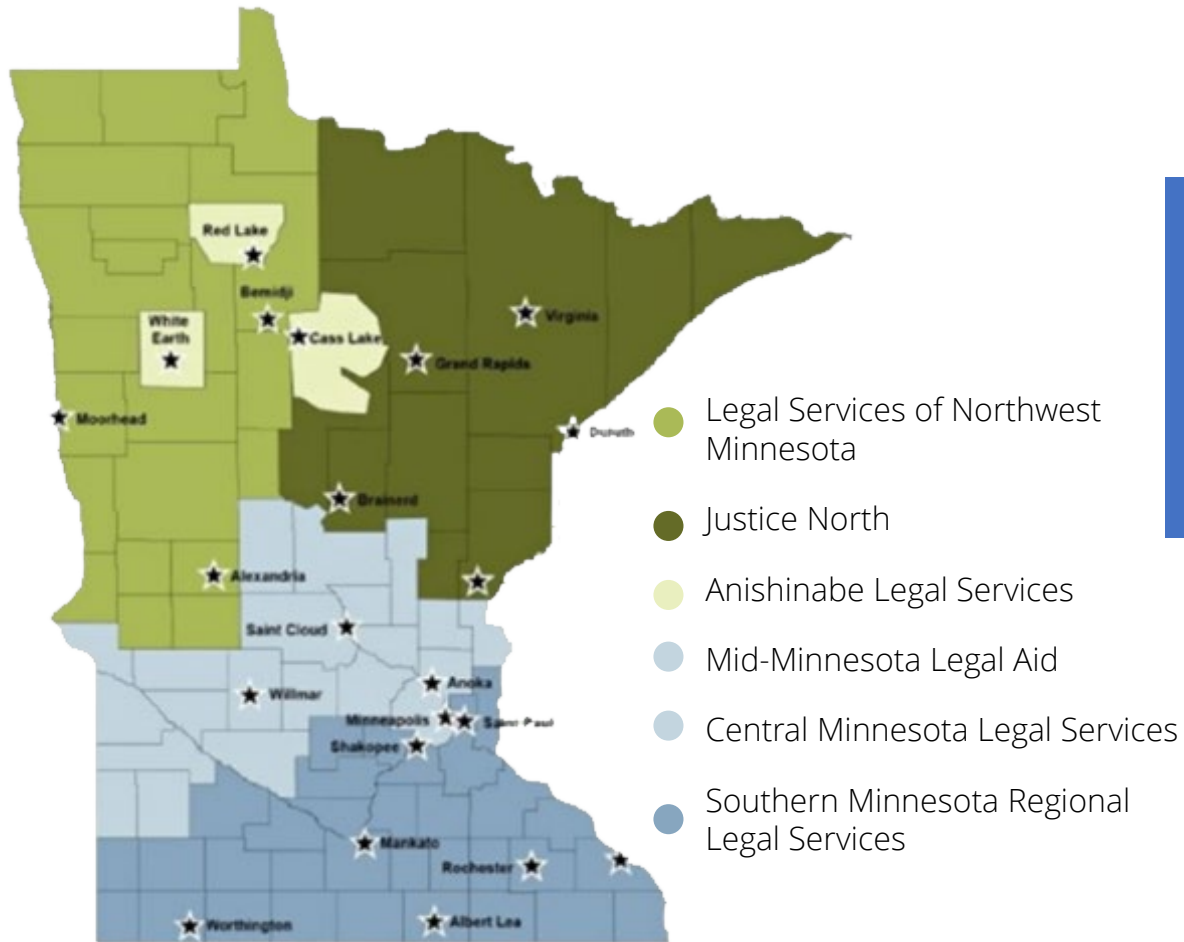 Red Lake
Bemidji
White
Earth
Cass Lake
Virginia
Grand Rapids
Moorhead
Duluth
Brainerd
Alexandria
Saint Cloud
Willmar
Anoka
Minneapolis
Saint Paul
Shakopee
Mankato
Rochester
Worthington
Albert Lea
Legal Services of Northwest
Minnesota
Justice North
Anishinabe Legal Services
Mid-Minnesota Legal Aid
Central Minnesota Legal Services
Southern Minnesota Regional
Legal Services